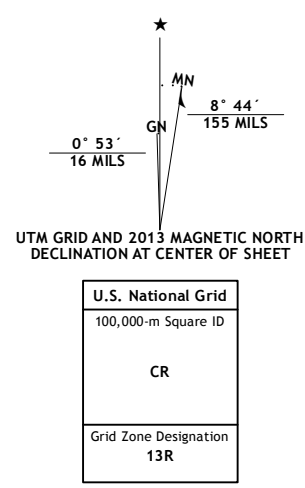 ★
MN
8° 44´
155 MILS
GN
0° 53´
16 MILS
UTM GRID AND 2013 MAGNETIC NORTH
DECLINATION AT CENTER OF SHEET
U.S. National Grid
100,000-m Square ID
CR
Grid Zone Designation
13R